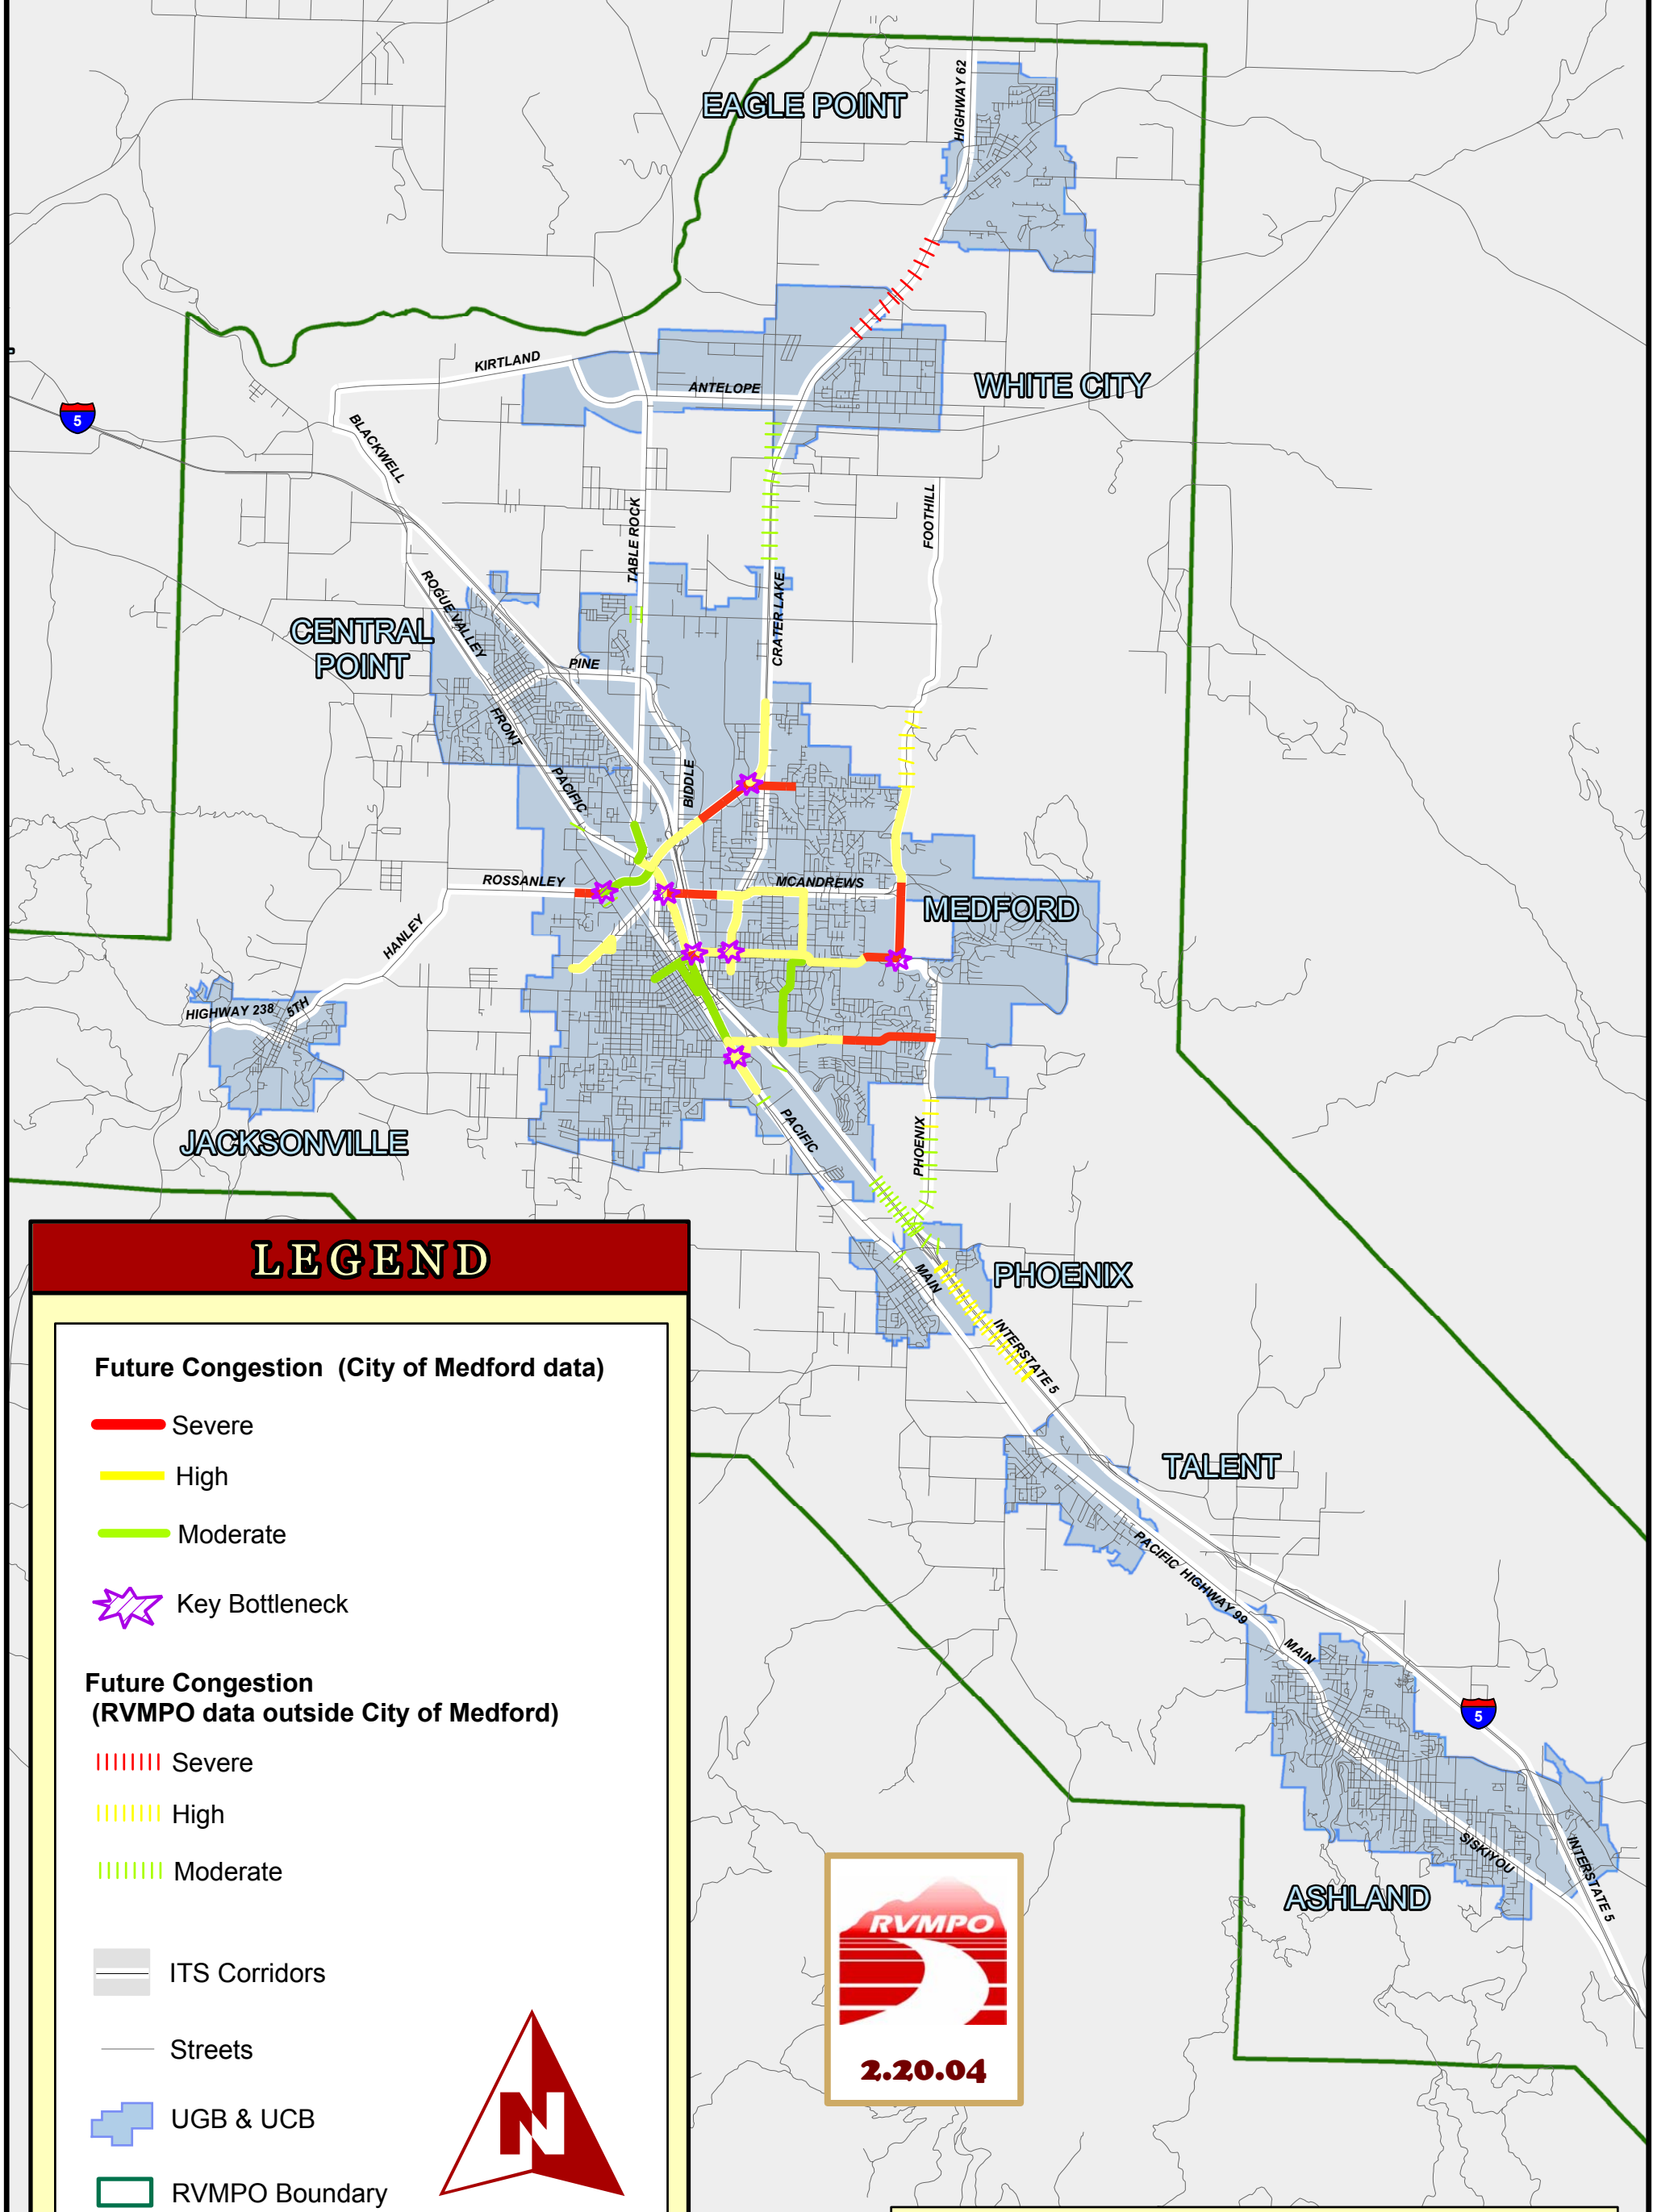 HIGHWAY 62
EAGLE POINT
WHITE CITY
KIRTLAND
ANTELOPE
5
BLACKWELL
TABLE ROCK
FOOTHILL
CRATER LAKE
ROGUE VALLEY
CENTRAL
POINT
PINE
FRONT
PACIFIC
BIDDLE
ROSSANLEY
MCANDREWS
MEDFORD
HANLEY
HIGHWAY 238
5TH
JACKSONVILLE
PACIFIC
PHOENIX
MAIN
PHOENIX
INTERSTATE 5
TALENT
PACIFIC HIGHWAY 99
MAIN
5
SISKIYOU
INTERSTATE 5
ASHLAND
LEGEND
Future Congestion (City of Medford data)
Severe
High
Moderate
Key Bottleneck
Future Congestion
(RVMPO data outside City of Medford)
Severe
High
Moderate
ITS Corridors
Streets
UGB & UCB
RVMPO Boundary
N
RVMPO
2.20.04